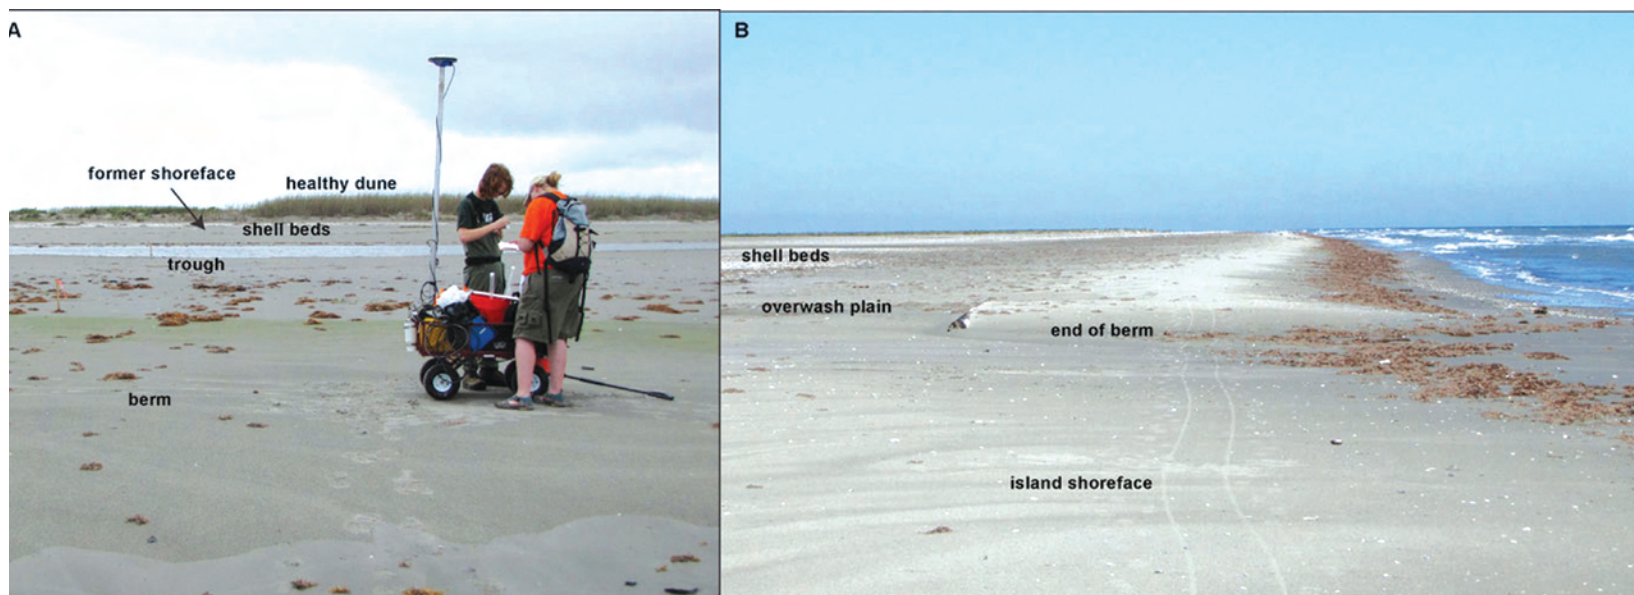 A
former shoreface
healthy dune
shell beds
trough
berm
B
shell beds
overwash plain
end of berm
island shoreface